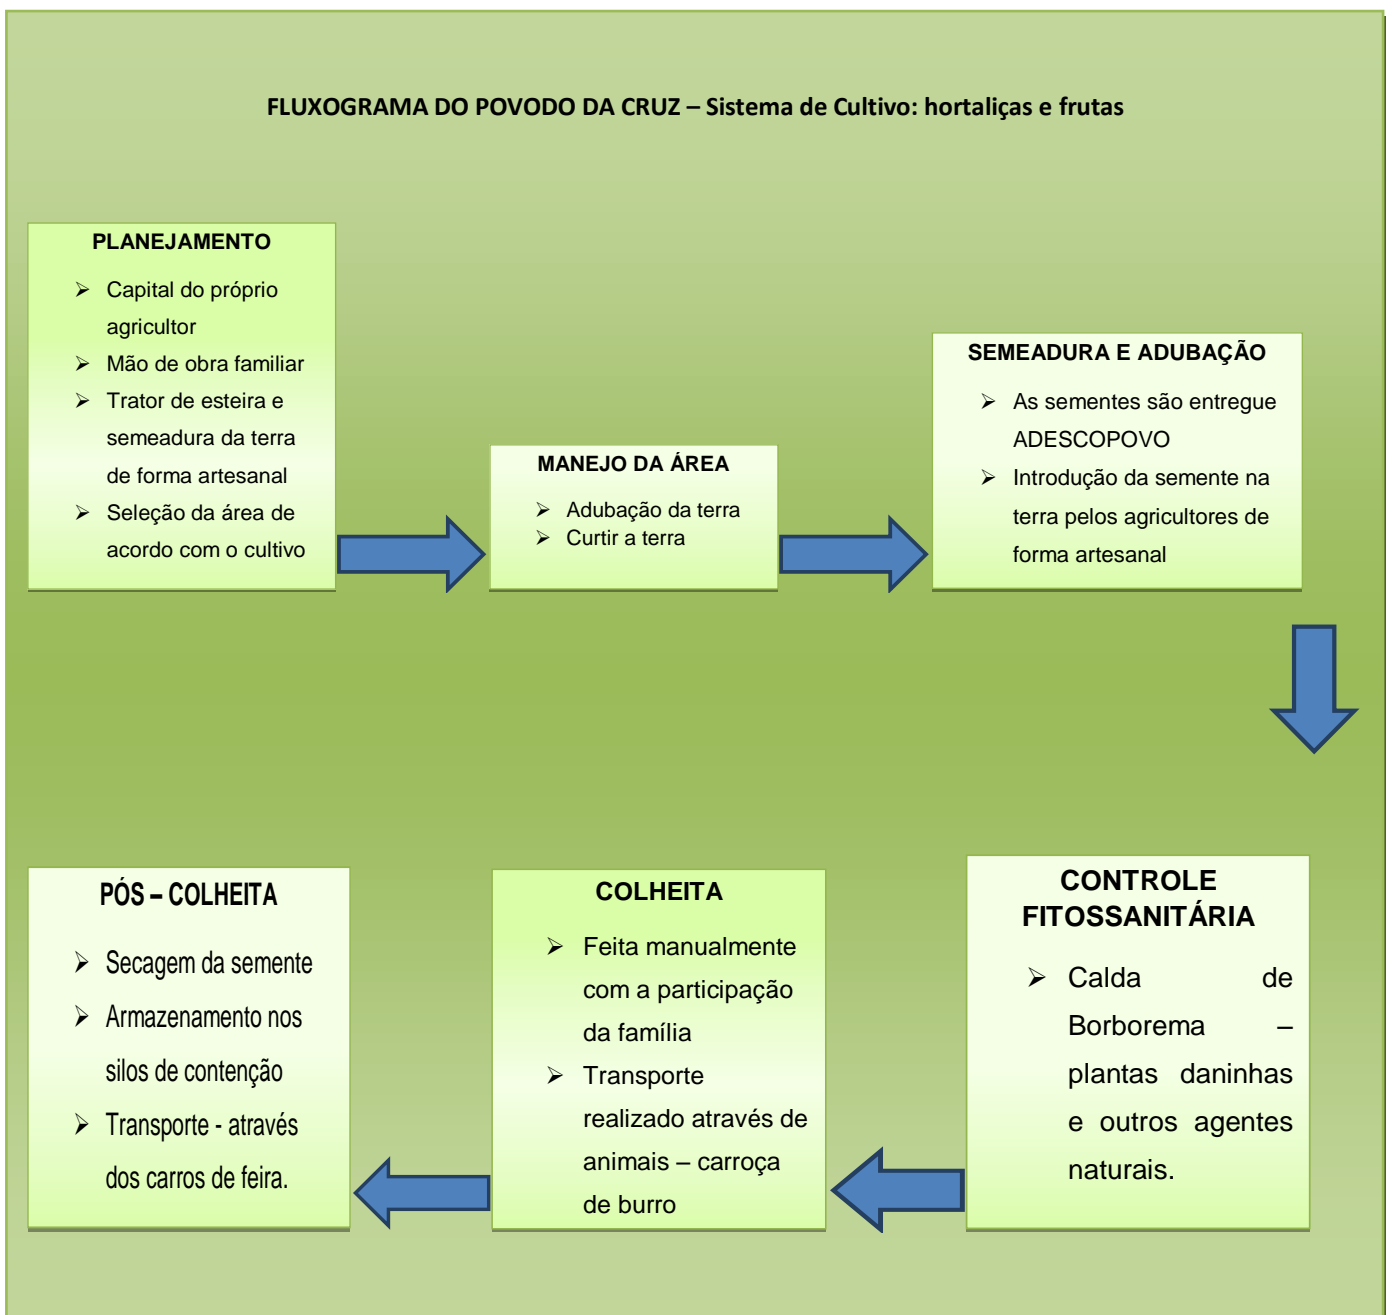 FLUXOGRAMA DO POVODO DA CRUZ – Sistema de Cultivo: hortaliças e frutas
PLANEJAMENTO
➢ Capital do próprio
agricultor
➢ Mão de obra familiar
➢ Trator de esteira e
semeadura da terra
de forma artesanal
➢ Seleção da área de
acordo com o cultivo
MANEJO DA ÁREA
➢ Adubação da terra
➢ Curtir a terra
SEMEADURA E ADUBAÇÃO
➢ As sementes são entregue
ADESCOPOVO
➢ Introdução da semente na
terra pelos agricultores de
forma artesanal
CONTROLE
FITOSSANITÁRIA
➢ Calda de
Borborema –
plantas daninhas
e outros agentes
naturais.
COLHEITA
➢ Feita manualmente
com a participação
da família
➢ Transporte
realizado através de
animais – carroça
de burro
PÓS – COLHEITA
➢ Secagem da semente
➢ Armazenamento nos
silos de contenção
➢ Transporte - através
dos carros de feira.